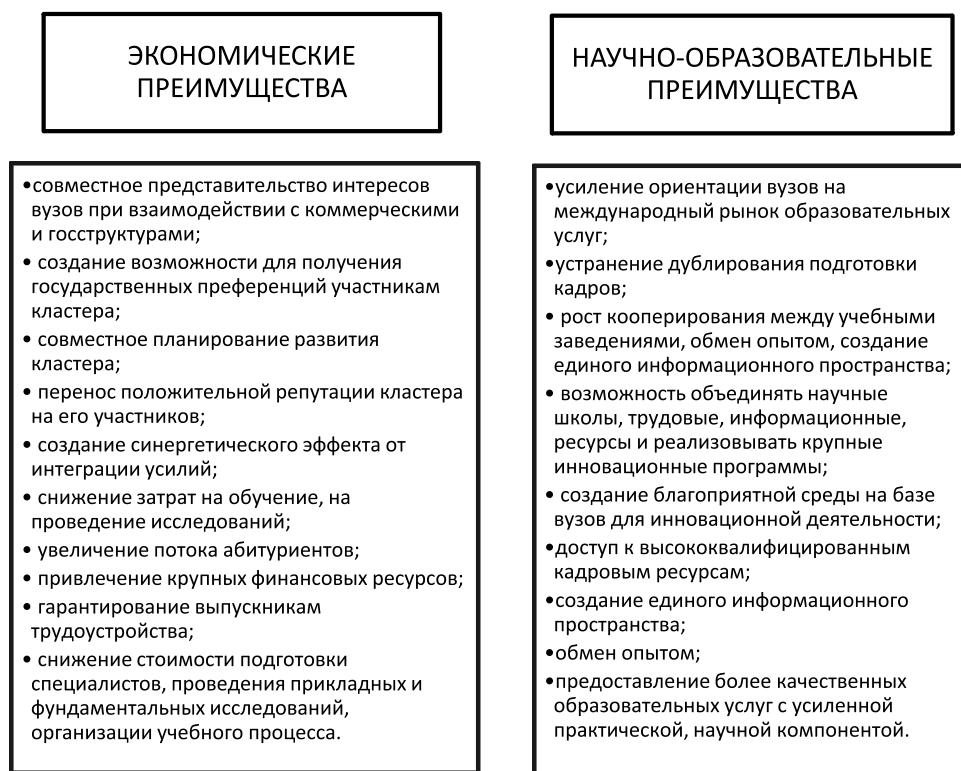 ЭКОНОМИЧЕСКИЕ
ПРЕИМУЩЕСТВА
•совместное представительство интересов
вузов при взаимодействии с коммерческими
и госструктурами;
• создание возможности для получения
государственных преференций участникам
кластера;
• совместное планирование развития
кластера;
• перенос положительной репутации кластера
на его участников;
• создание синергетического эффекта от
интеграции усилий;
• снижение затрат на обучение, на
проведение исследований;
• увеличение потока абитуриентов;
• привлечение крупных финансовых ресурсов;
• гарантирование выпускникам
трудоустройства;
• снижение стоимости подготовки
специалистов, проведения прикладных и
фундаментальных исследований,
организации учебного процесса.
НАУЧНО-ОБРАЗОВАТЕЛЬНЫЕ
ПРЕИМУЩЕСТВА
•усиление ориентации вузов на
международный рынок образовательных
услуг;
•устранение дублирования подготовки
кадров;
• рост кооперирования между учебными
заведениями, обмен опытом, создание
единого информационного пространства;
• возможность объединять научные
школы, трудовые, информационные,
ресурсы и реализовывать крупные
инновационные программы;
• создание благоприятной среды на базе
вузов для инновационной деятельности;
•доступ к высококвалифицированным
кадровым ресурсам;
•создание единого информационного
пространства;
•обмен опытом;
•предоставление более качественных
образовательных услуг с усиленной
практической, научной компонентой.